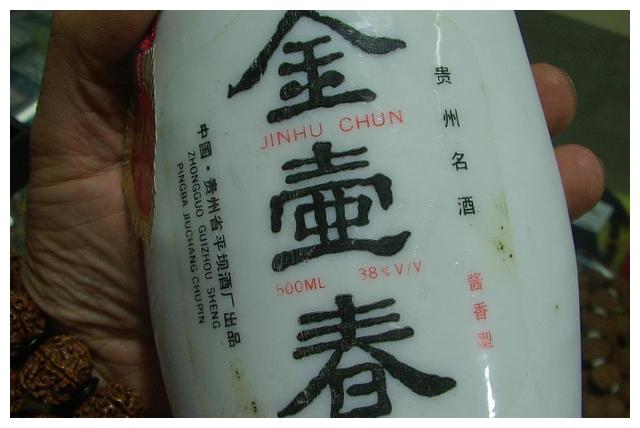 金壶春
JINHU CHUN
500ML 38%V/V
贵州名酒
酱香型
中国·贵州省平坝酒厂出品
ZHONGGUO GUIZHOU SHENG
PINGBA JIUCHANG CHUPIN